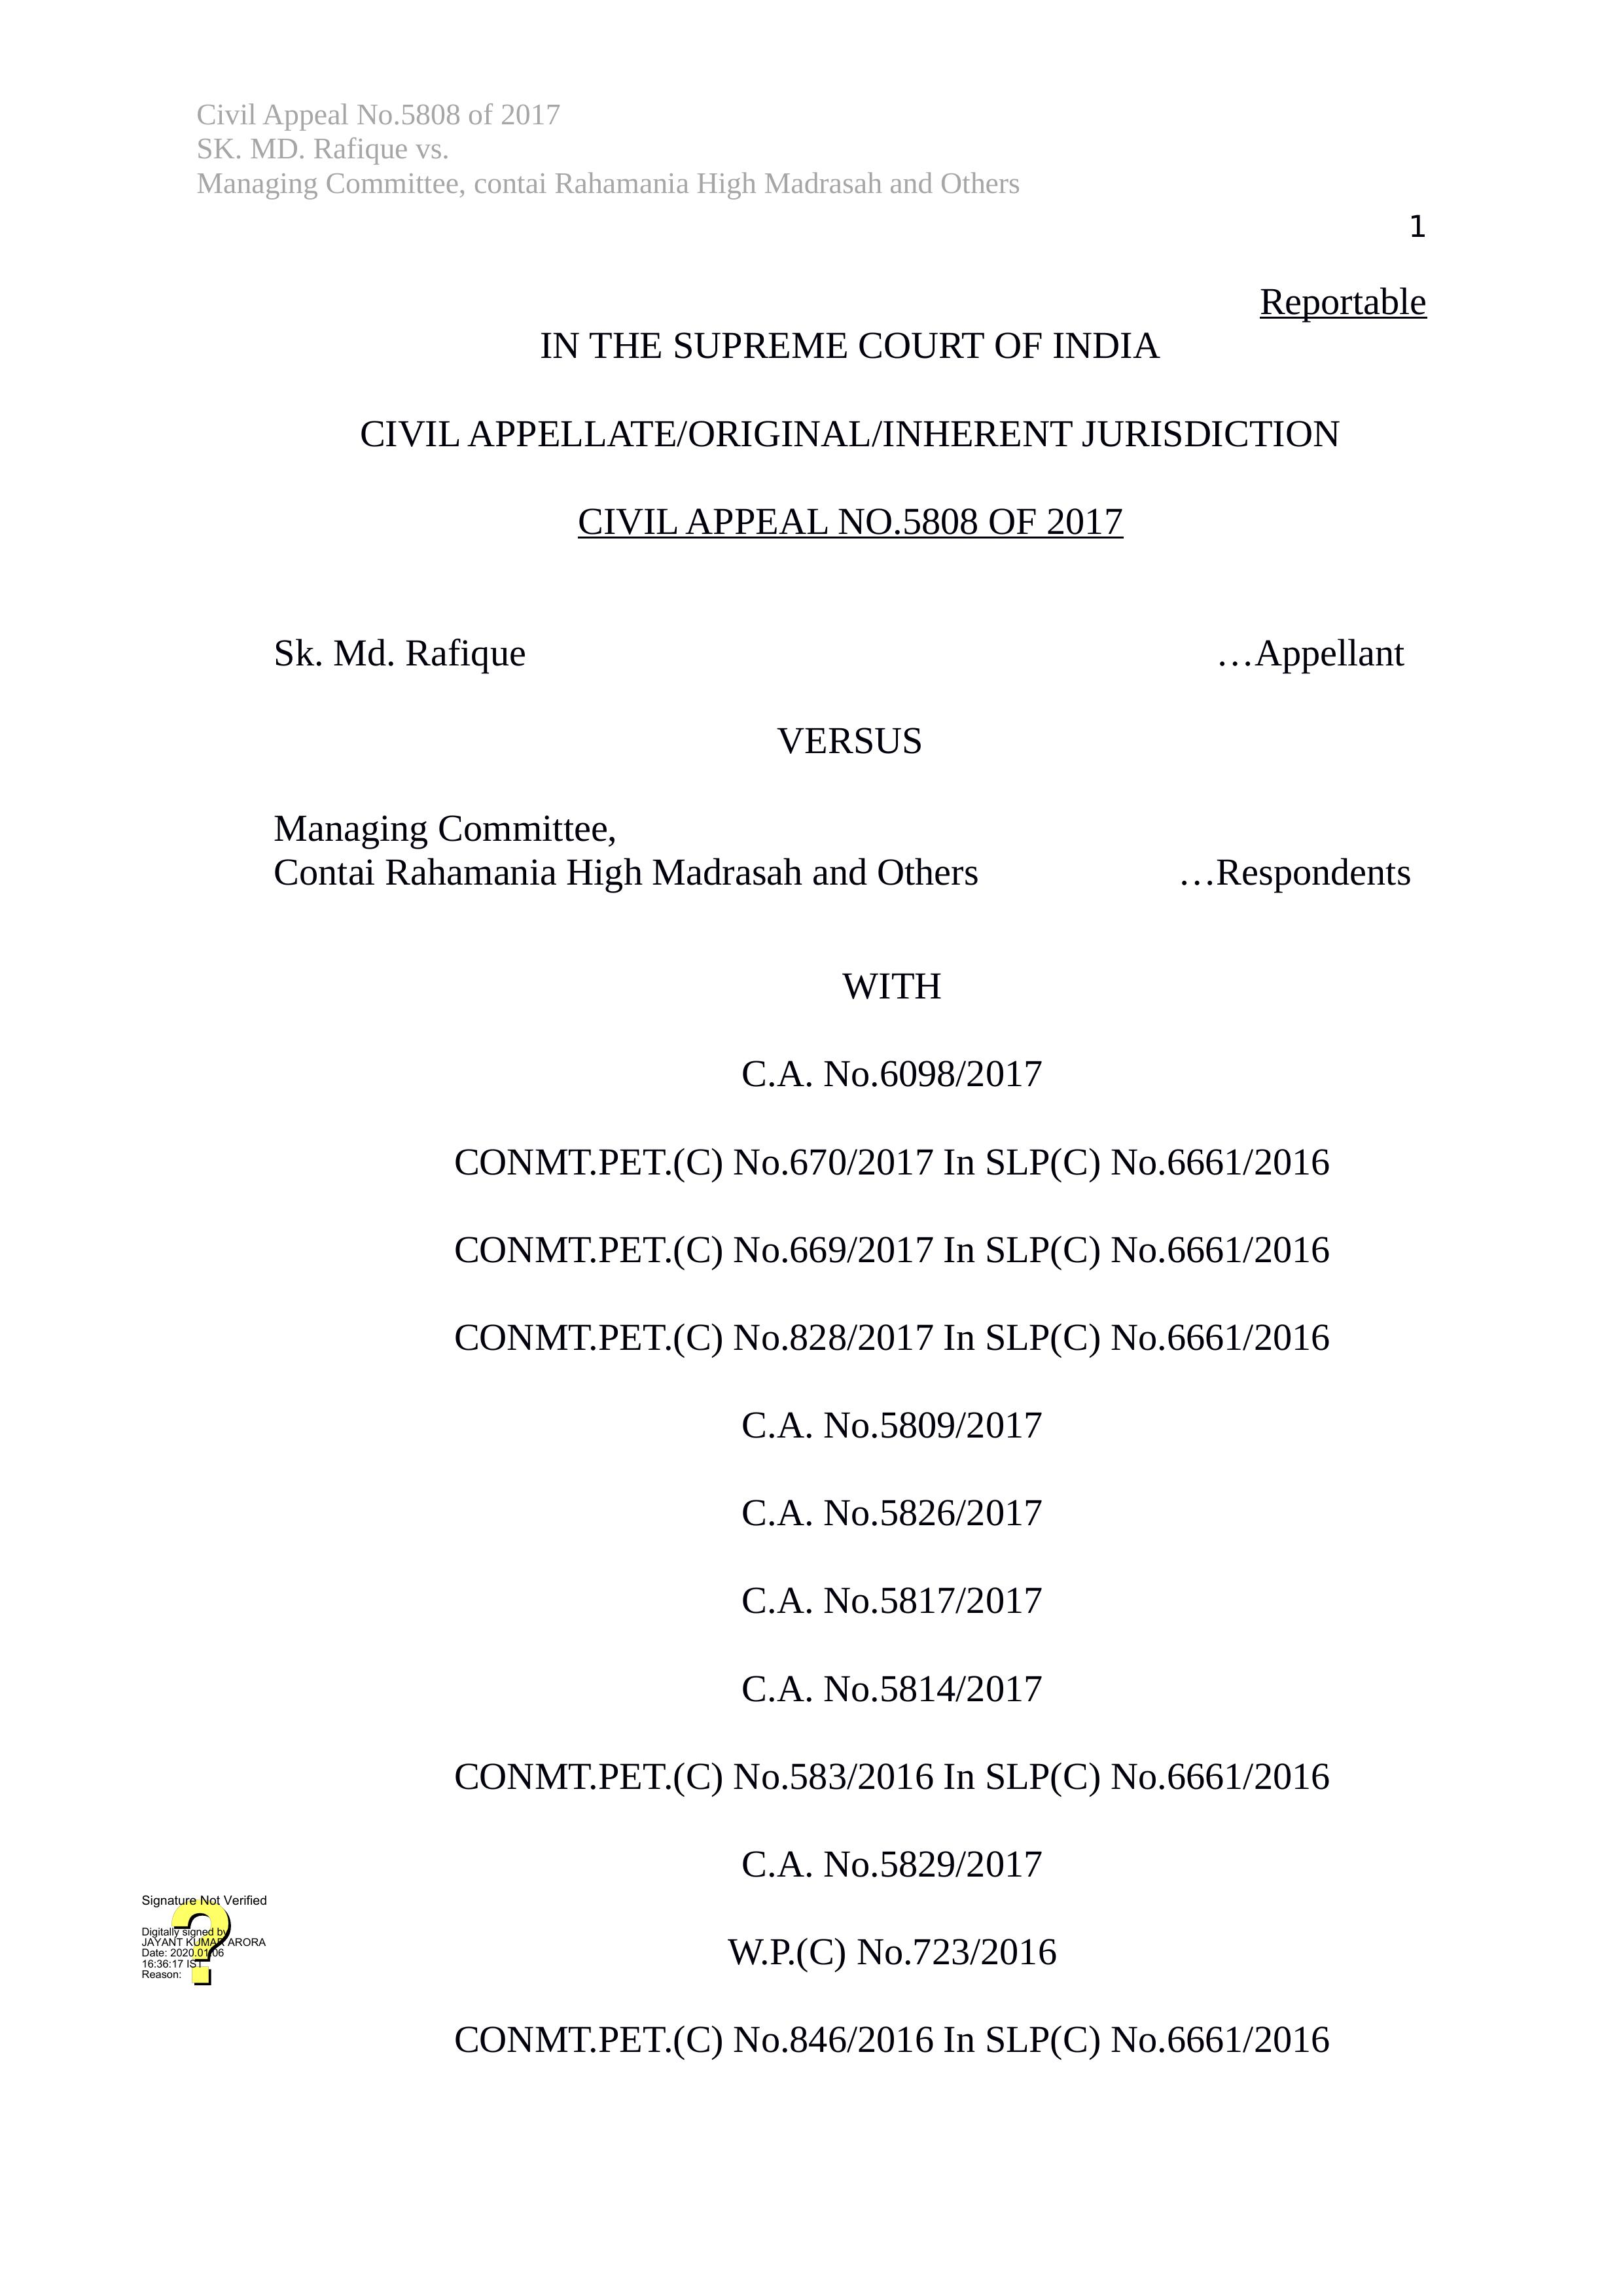 Civil Appeal No.5808 of 2017
SK. MD. Rafique vs.
Managing Committee, contai Rahamania High Madrasah and Others
1
Reportable
IN THE SUPREME COURT OF INDIA
CIVIL APPELLATE/ORIGINAL/INHERENT JURISDICTION
CIVIL APPEAL NO.5808 OF 2017
Sk. Md. Rafique …Appellant
VERSUS
Managing Committee,
Contai Rahamania High Madrasah and Others …Respondents
WITH
C.A. No.6098/2017
CONMT.PET.(C) No.670/2017 In SLP(C) No.6661/2016
CONMT.PET.(C) No.669/2017 In SLP(C) No.6661/2016
CONMT.PET.(C) No.828/2017 In SLP(C) No.6661/2016
C.A. No.5809/2017
C.A. No.5826/2017
C.A. No.5817/2017
C.A. No.5814/2017
CONMT.PET.(C) No.583/2016 In SLP(C) No.6661/2016
C.A. No.5829/2017
W.P.(C) No.723/2016
CONMT.PET.(C) No.846/2016 In SLP(C) No.6661/2016
Signature Not Verified
Digitally signed by
JAYANT KUMAR ARORA
Date: 2020.01.06
16:36:17 IST
Reason: